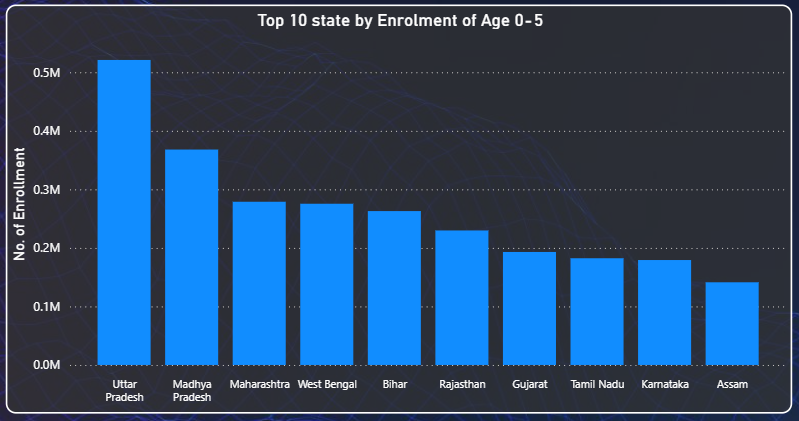 Top 10 state by Enrolment of Age 0-5
No. of Enrollment
0.5M
0.4M
0.3M
0.2M
0.1M
0.0M
Uttar
Pradesh
Madhya
Pradesh
Maharashtra
West Bengal
Bihar
Rajasthan
Gujarat
Tamil Nadu
Karnataka
Assam